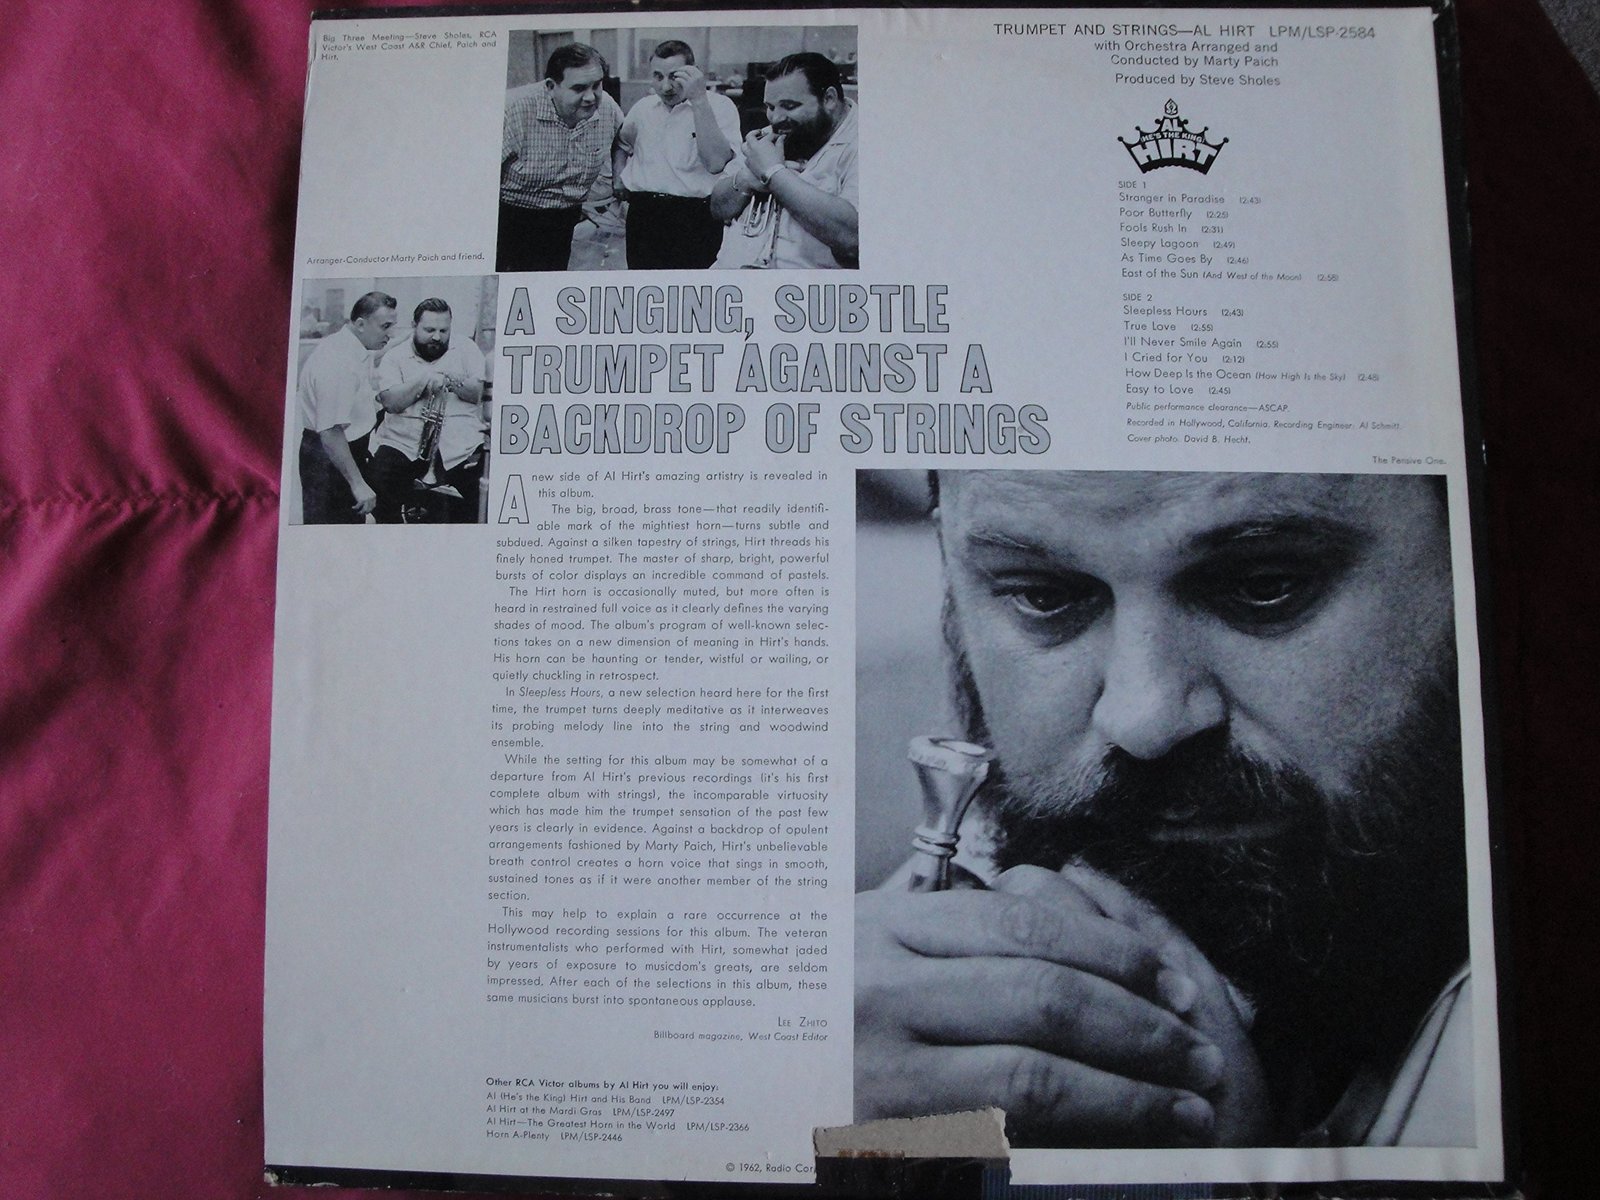 Big Three Meeting—Steve Sholes, RCA
Victor's West Coast A&R Chief, Paich and
Hirt.
Arranger-Conductor Marty Paich and friend.
TRUMPET AND STRINGS—AL HIRT LPM/LSP-2584
with Orchestra Arranged and
Conducted by Marty Paich
Produced by Steve Sholes
AL
(HE'S THE KING)
HIRT
SIDE 1
Stranger in Paradise (2:43)
Poor Butterfly (2:25)
Fools Rush In (2:31)
Sleepy Lagoon (2:49)
As Time Goes By (2:46)
East of the Sun (And West of the Moon) (2:58)
SIDE 2
Sleepless Hours (2:43)
True Love (2:55)
I'll Never Smile Again (2:55)
I Cried for You (2:12)
How Deep Is the Ocean (How High Is the Sky) (2:48)
Easy to Love (2:45)
Public performance clearance—ASCAP.
Recorded in Hollywood, California. Recording Engineer: Al Schmitt.
Cover photo: David B. Hecht.
The Pensive One.
A SINGING, SUBTLE
TRUMPET AGAINST A
BACKDROP OF STRINGS
A new side of Al Hirt's amazing artistry is revealed in
this album.
The big, broad, brass tone—that readily identifi-
able mark of the mightiest horn—turns subtle and
subdued. Against a silken tapestry of strings, Hirt threads his
finely honed trumpet. The master of sharp, bright, powerful
bursts of color displays an incredible command of pastels.
The Hirt horn is occasionally muted, but more often is
heard in restrained full voice as it clearly defines the varying
shades of mood. The album's program of well-known selec-
tions takes on a new dimension of meaning in Hirt's hands.
His horn can be haunting or tender, wistful or wailing, or
quietly chuckling in retrospect.
In Sleepless Hours, a new selection heard here for the first
time, the trumpet turns deeply meditative as it interweaves
its probing melody line into the string and woodwind
ensemble.
While the setting for this album may be somewhat of a
departure from Al Hirt's previous recordings (it's his first
complete album with strings), the incomparable virtuosity
which has made him the trumpet sensation of the past few
years is clearly in evidence. Against a backdrop of opulent
arrangements fashioned by Marty Paich, Hirt's unbelievable
breath control creates a horn voice that sings in smooth,
sustained tones as if it were another member of the string
section.
This may help to explain a rare occurrence at the
Hollywood recording sessions for this album. The veteran
instrumentalists who performed with Hirt, somewhat jaded
by years of exposure to musicdom's greats, are seldom
impressed. After each of the selections in this album, these
same musicians burst into spontaneous applause.
LEE ZHITO
Billboard magazine, West Coast Editor
Other RCA Victor albums by Al Hirt you will enjoy:
Al (He's the King) Hirt and His Band LPM/LSP-2354
Al Hirt at the Mardi Gras LPM/LSP-2497
Al Hirt—The Greatest Horn in the World LPM/LSP-2366
Horn A-Plenty LPM/LSP-2446
© 1962, Radio Cor